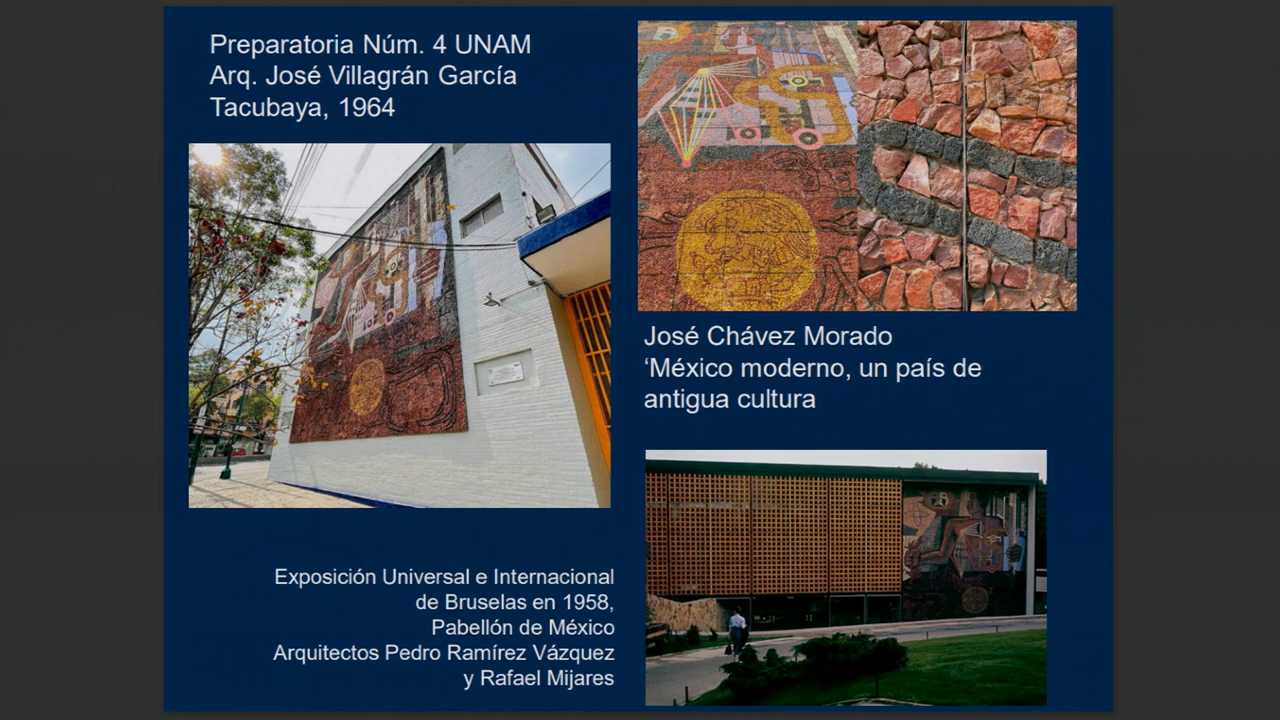 Preparatoria Núm. 4 UNAM
Arq. José Villagrán García
Tacubaya, 1964
José Chávez Morado
‘México moderno, un país de
antigua cultura
Exposición Universal e Internacional
de Bruselas en 1958,
Pabellón de México
Arquitectos Pedro Ramírez Vázquez
y Rafael Mijares